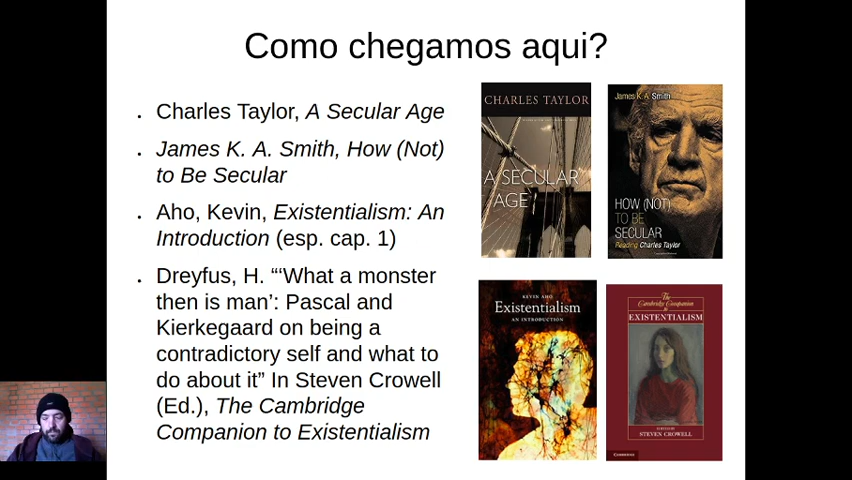 Como chegamos aqui?
Charles Taylor, A Secular Age
James K. A. Smith, How (Not)
to Be Secular
Aho, Kevin, Existentialism: An
Introduction (esp. cap. 1)
Dreyfus, H. “‘What a monster
then is man’: Pascal and
Kierkegaard on being a
contradictory self and what to
do about it” In Steven Crowell
(Ed.), The Cambridge
Companion to Existentialism
CHARLES TAYLOR
A SECULAR
AGE
James K. A. Smith
HOW (NOT)
TO BE
SECULAR
Reading Charles Taylor
KEVIN AHO
Existentialism
AN INTRODUCTION
The
Cambridge Companion
to
EXISTENTIALISM
EDITED BY
STEVEN CROWELL